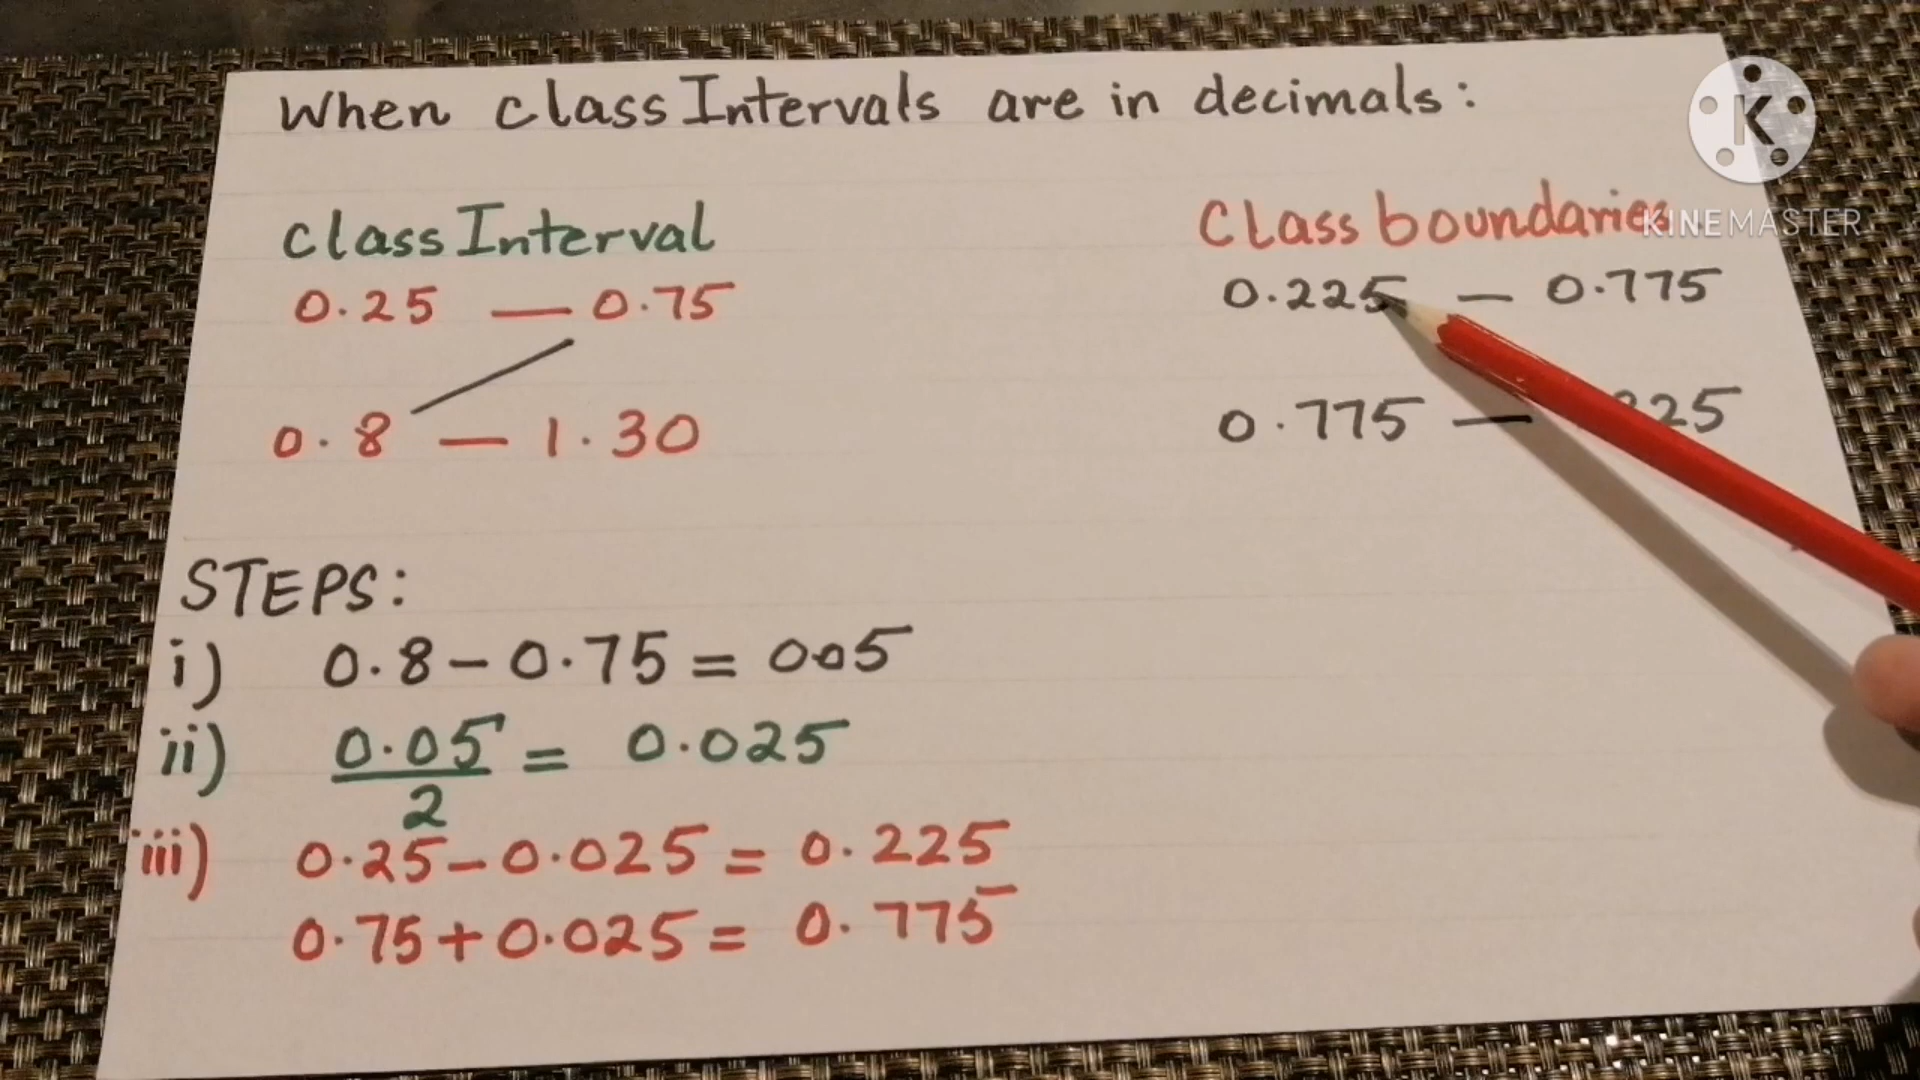 When class Intervals are in decimals:
K
KINEMASTER
Class Interval
Class boundaries
0.25 — 0.75
0.225 — 0.775
0.8 — 1.30
0.775 —
STEPS:
i) 0.8 - 0.75 = 0.05
ii) 0.05/2 = 0.025
iii) 0.25 - 0.025 = 0.225
0.75 + 0.025 = 0.775